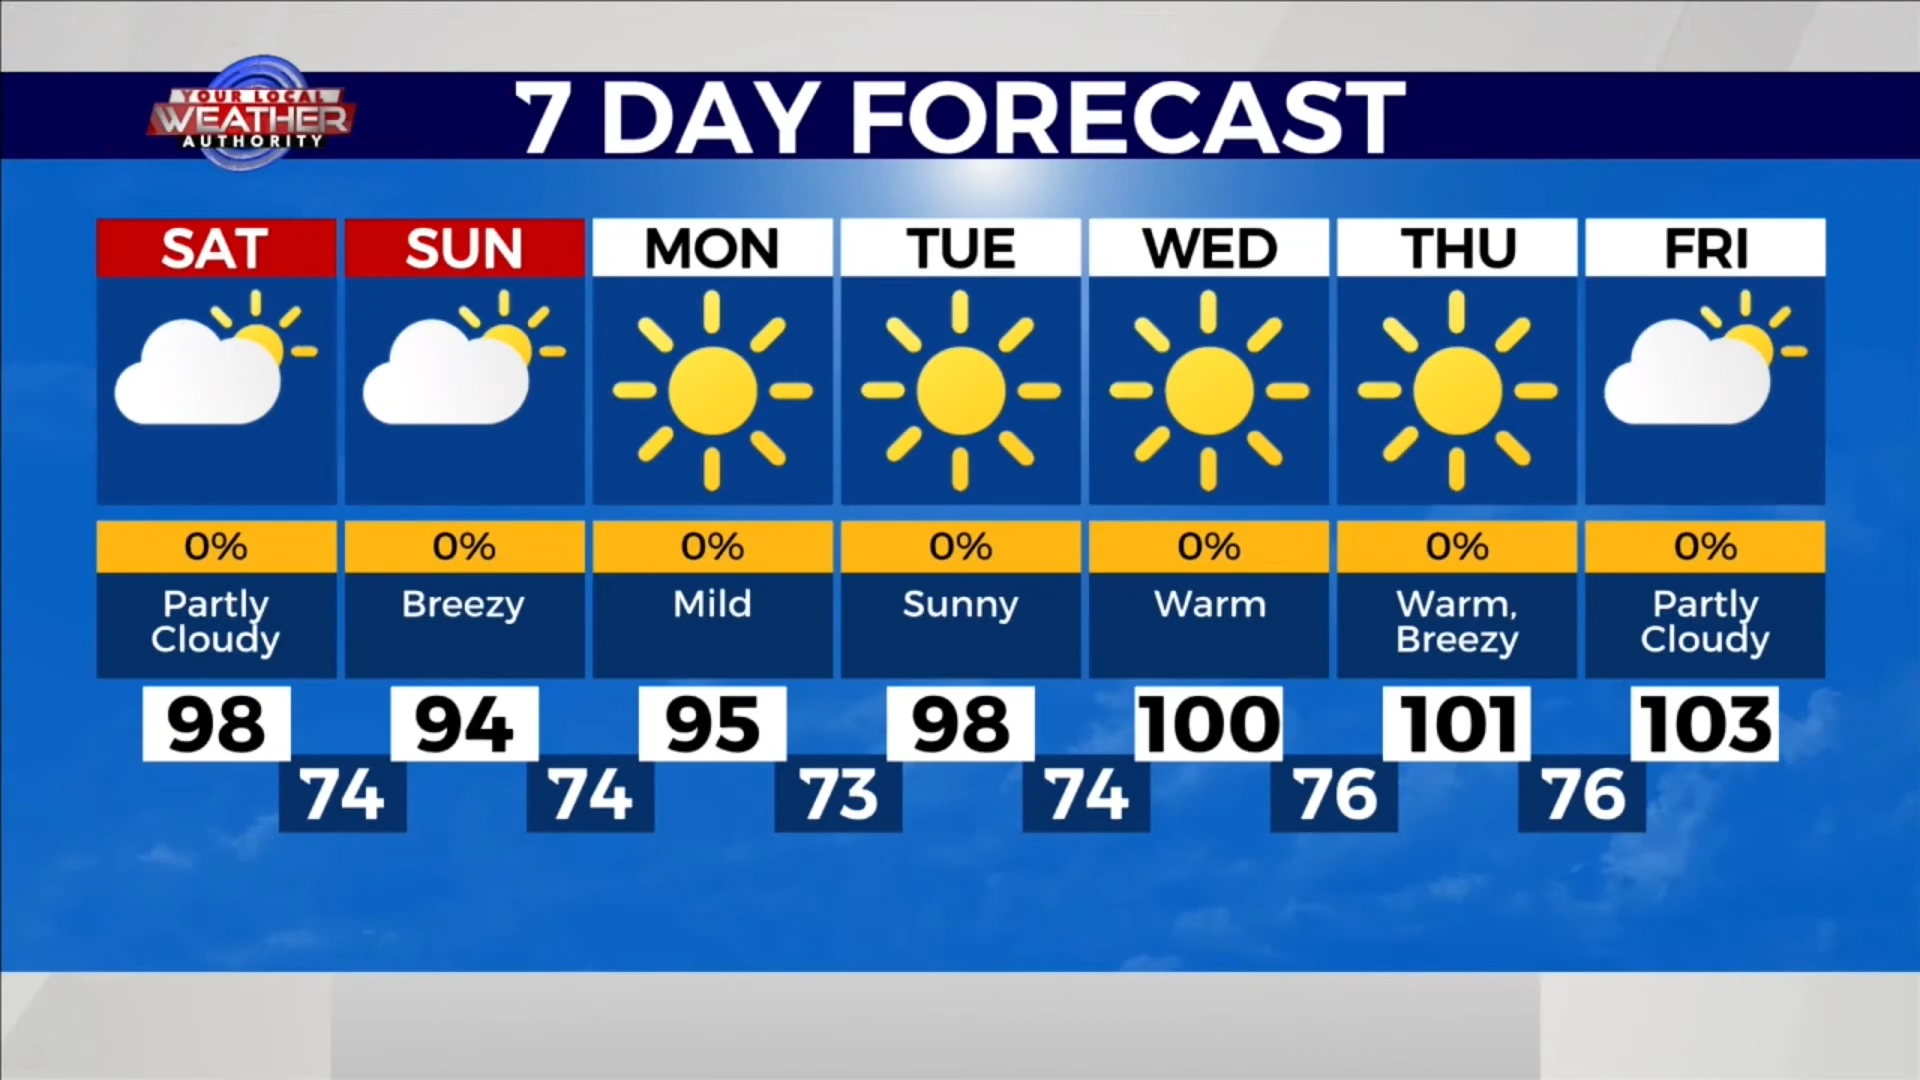 YOUR LOCAL
WEATHER
AUTHORITY
7 DAY FORECAST
SAT SUN MON TUE WED THU FRI
0% 0% 0% 0% 0% 0% 0%
Partly Breezy Mild Sunny Warm Warm, Partly
Cloudy Breezy Cloudy
98 94 95 98 100 101 103
74 74 73 74 76 76